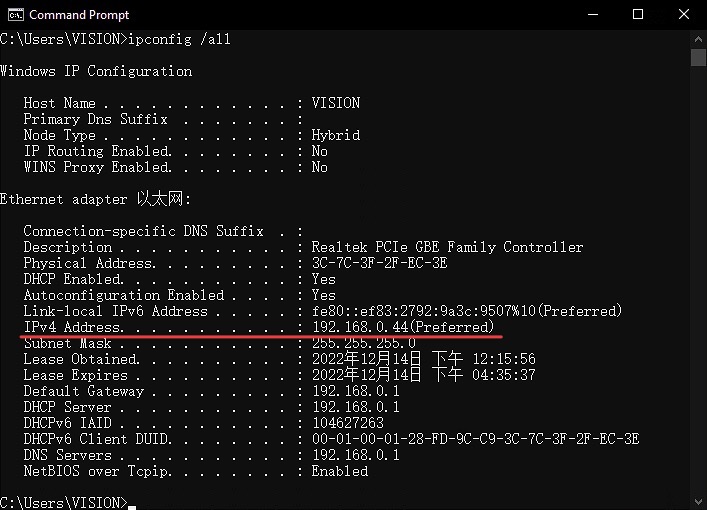 Command Prompt
C:\Users\VISION>ipconfig /all
Windows IP Configuration
Host Name . . . . . . . . . . . . : VISION
Primary Dns Suffix  . . . . . . . :
Node Type . . . . . . . . . . . . : Hybrid
IP Routing Enabled. . . . . . . . : No
WINS Proxy Enabled. . . . . . . . : No
Ethernet adapter 以太网:
Connection-specific DNS Suffix  . :
Description . . . . . . . . . . . : Realtek PCIe GBE Family Controller
Physical Address. . . . . . . . . : 3C-7C-3F-2F-EC-3E
DHCP Enabled. . . . . . . . . . . : Yes
Autoconfiguration Enabled . . . . : Yes
Link-local IPv6 Address . . . . . : fe80::ef83:2792:9a3c:9507%10(Preferred)
IPv4 Address. . . . . . . . . . . : 192.168.0.44(Preferred)
Subnet Mask . . . . . . . . . . . : 255.255.255.0
Lease Obtained. . . . . . . . . . : 2022年12月14日 下午 12:15:56
Lease Expires . . . . . . . . . . : 2022年12月14日 下午 04:35:37
Default Gateway . . . . . . . . . : 192.168.0.1
DHCP Server . . . . . . . . . . . : 192.168.0.1
DHCPv6 IAID . . . . . . . . . . . : 104627263
DHCPv6 Client DUID. . . . . . . . : 00-01-00-01-28-FD-9C-C9-3C-7C-3F-2F-EC-3E
DNS Servers . . . . . . . . . . . : 192.168.0.1
NetBIOS over Tcpip. . . . . . . . : Enabled
C:\Users\VISION>